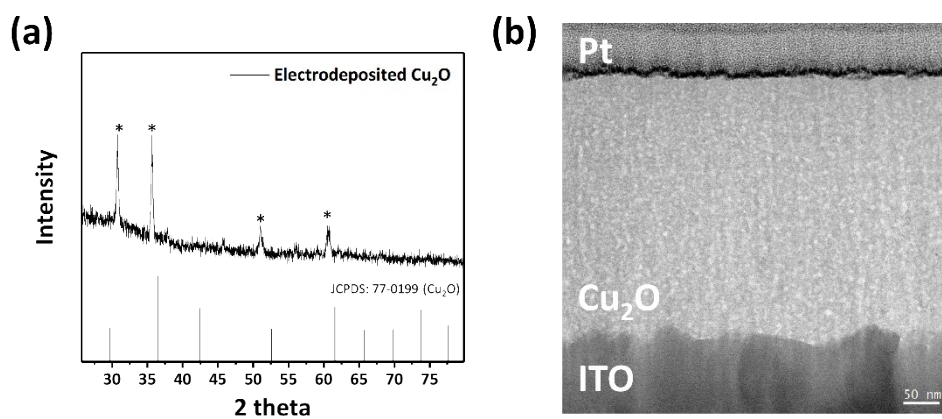 (a)
Electrodeposited Cu₂O
* * * *
Intensity
JCPDS: 77-0199 (Cu₂O)
30 35 40 45 50 55 60 65 70 75
2 theta
(b)
Pt
Cu₂O
ITO
50 nm